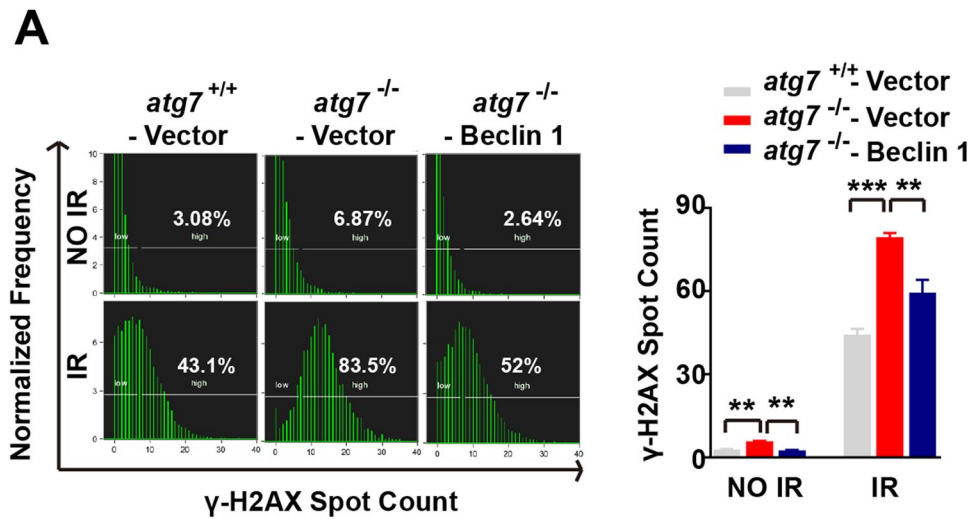 A
atg7 +/+ - Vector
atg7 -/- - Vector
atg7 -/- - Beclin 1
Normalized Frequency
NO IR
10
8
6
4
2
0
3.08%
low
high
6.87%
low
high
2.64%
low
high
IR
6
3
0
43.1%
low
high
83.5%
low
high
52%
low
high
0 10 20 30 40
0 10 20 30 40
0 10 20 30 40
γ-H2AX Spot Count
atg7 +/+ - Vector
atg7 -/- - Vector
atg7 -/- - Beclin 1
γ-H2AX Spot Count
90
60
30
0
** **
*** **
NO IR IR